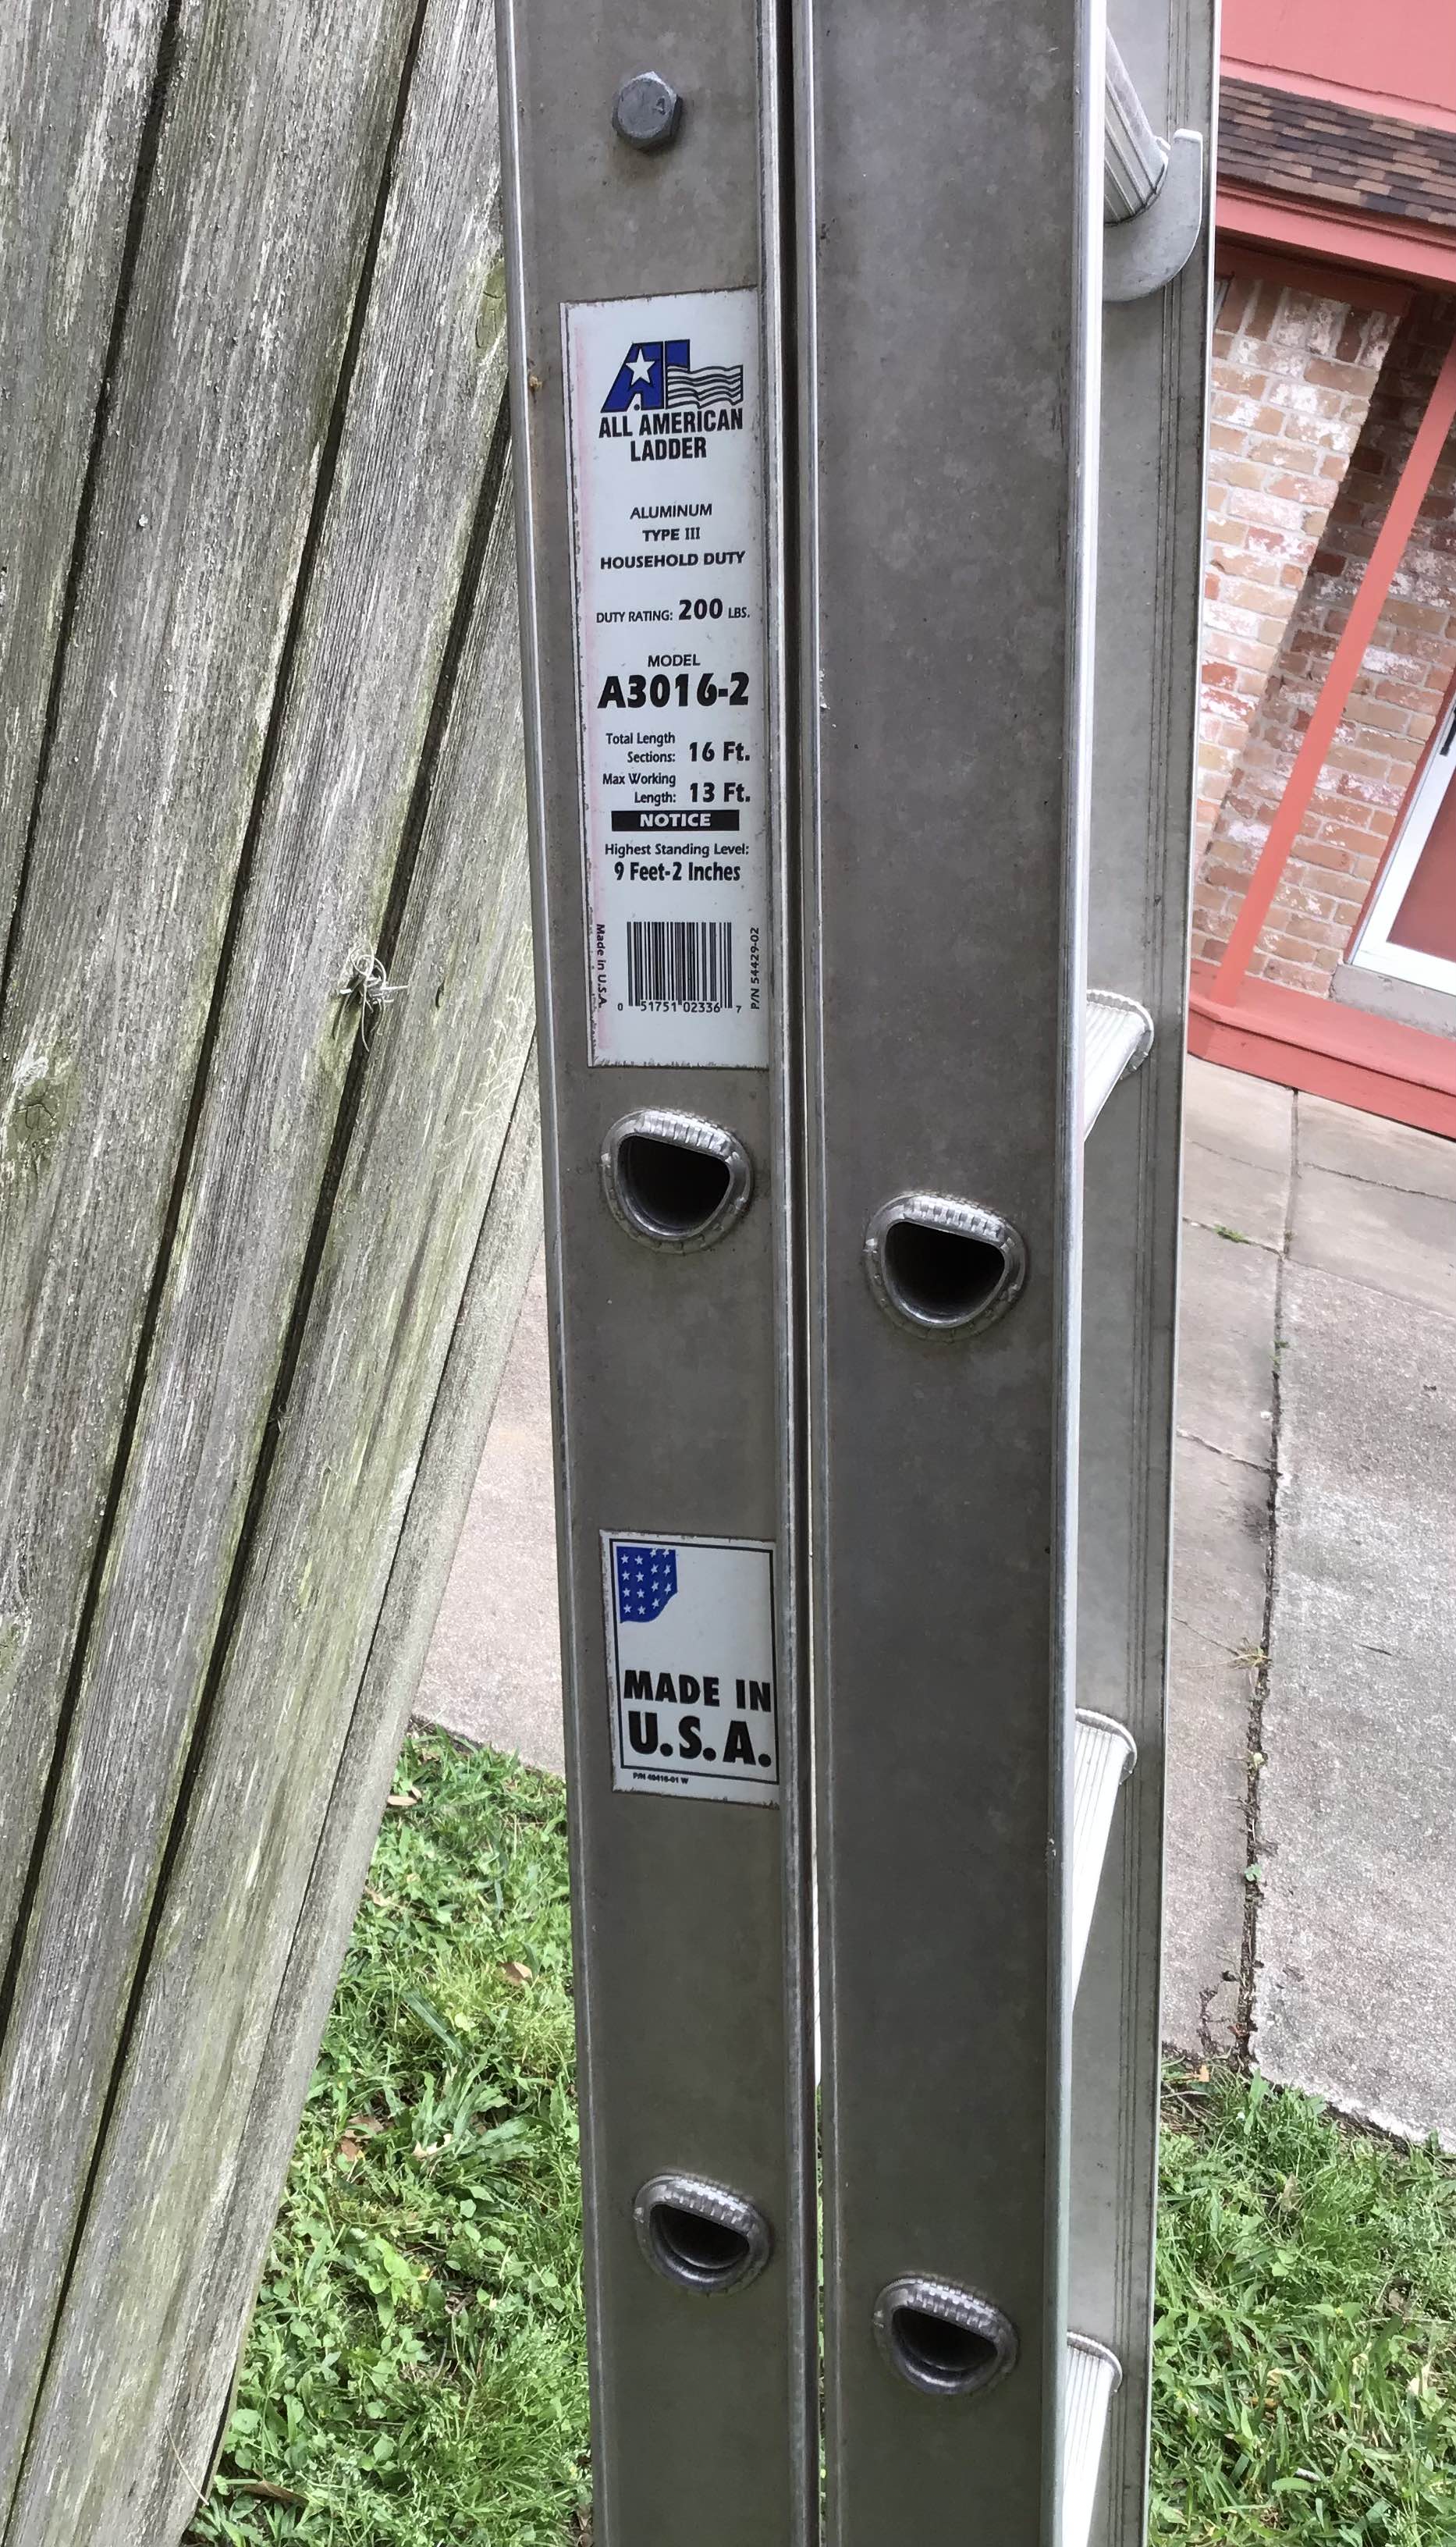 ALL AMERICAN
LADDER
ALUMINUM
TYPE III
HOUSEHOLD DUTY
DUTY RATING: 200 LBS.
MODEL
A3016-2
Total Length
Sections: 16 Ft.
Max Working
Length: 13 Ft.
NOTICE
Highest Standing Level:
9 Feet-2 Inches
Made in U.S.A.
P/N 54429-02
0 51751 02336 7
MADE IN
U.S.A.